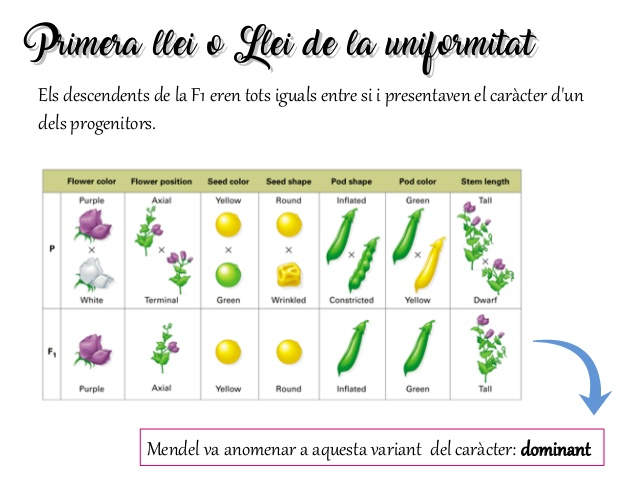 Primera llei o Llei de la uniformitat
Els descendents de la F1 eren tots iguals entre si i presentaven el caràcter d'un
dels progenitors.
Flower color Flower position Seed color Seed shape Pod shape Pod color Stem length
Purple Axial Yellow Round Inflated Green Tall
P × × × × × × ×
White Terminal Green Wrinkled Constricted Yellow Dwarf
F1
Purple Axial Yellow Round Inflated Green Tall
Mendel va anomenar a aquesta variant del caràcter: dominant